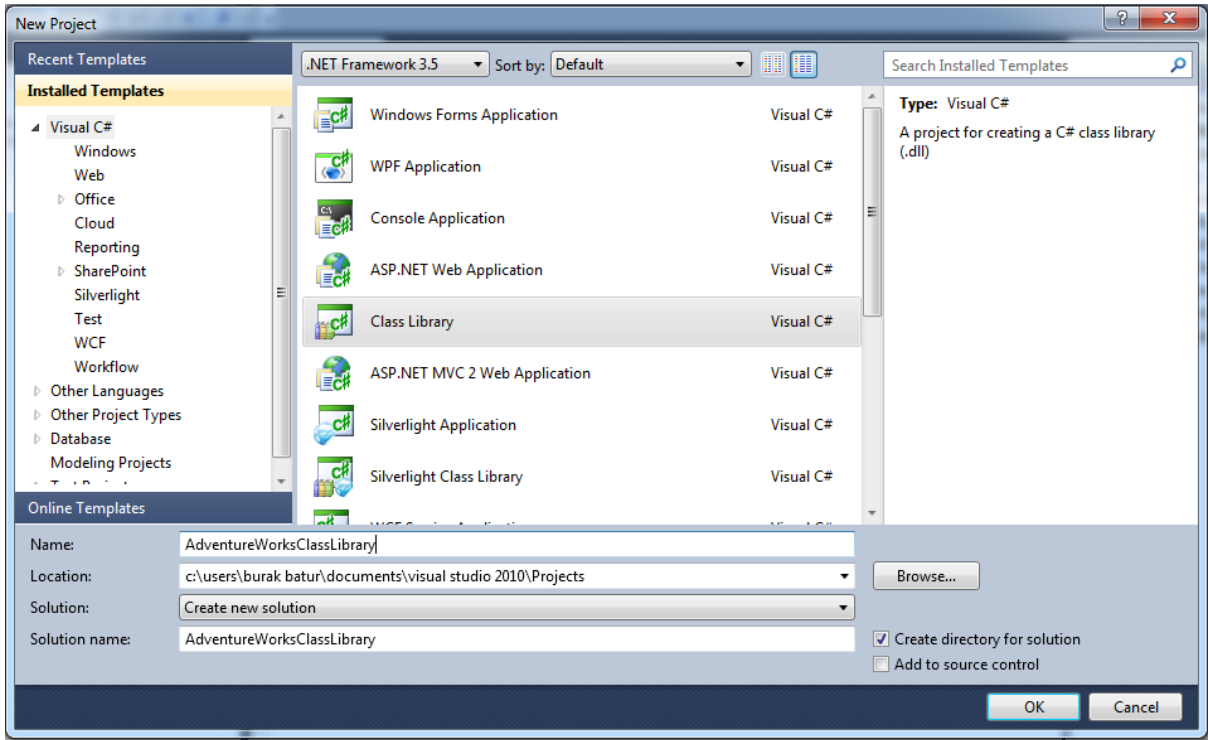 New Project
Recent Templates
Installed Templates
Visual C#
Windows
Web
Office
Cloud
Reporting
SharePoint
Silverlight
Test
WCF
Workflow
Other Languages
Other Project Types
Database
Modeling Projects
Online Templates
.NET Framework 3.5
Sort by: Default
Windows Forms Application Visual C#
WPF Application Visual C#
Console Application Visual C#
ASP.NET Web Application Visual C#
Class Library Visual C#
ASP.NET MVC 2 Web Application Visual C#
Silverlight Application Visual C#
Silverlight Class Library Visual C#
Search Installed Templates
Type: Visual C#
A project for creating a C# class library
(.dll)
Name: AdventureWorksClassLibrary
Location: c:\users\burak batur\documents\visual studio 2010\Projects
Browse...
Solution: Create new solution
Solution name: AdventureWorksClassLibrary
Create directory for solution
Add to source control
OK Cancel